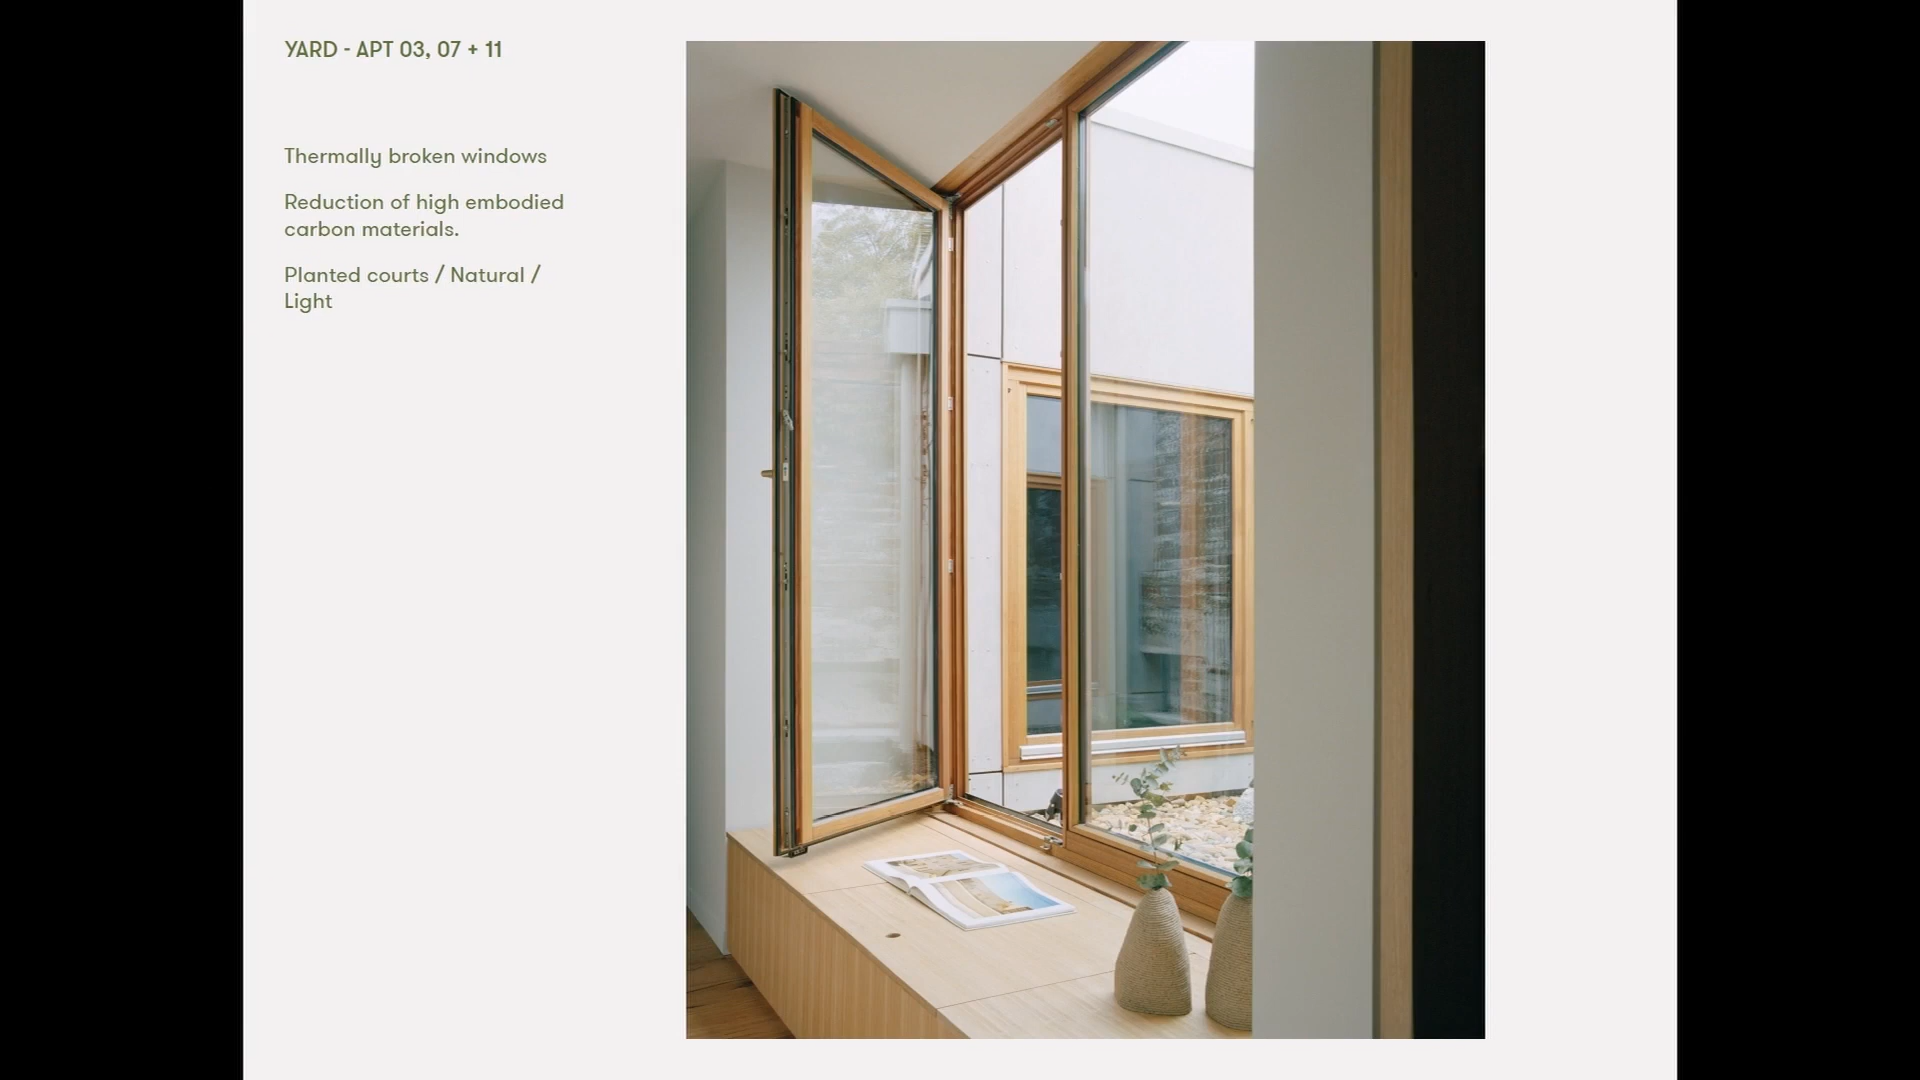 YARD - APT 03, 07 + 11
Thermally broken windows
Reduction of high embodied
carbon materials.
Planted courts / Natural /
Light